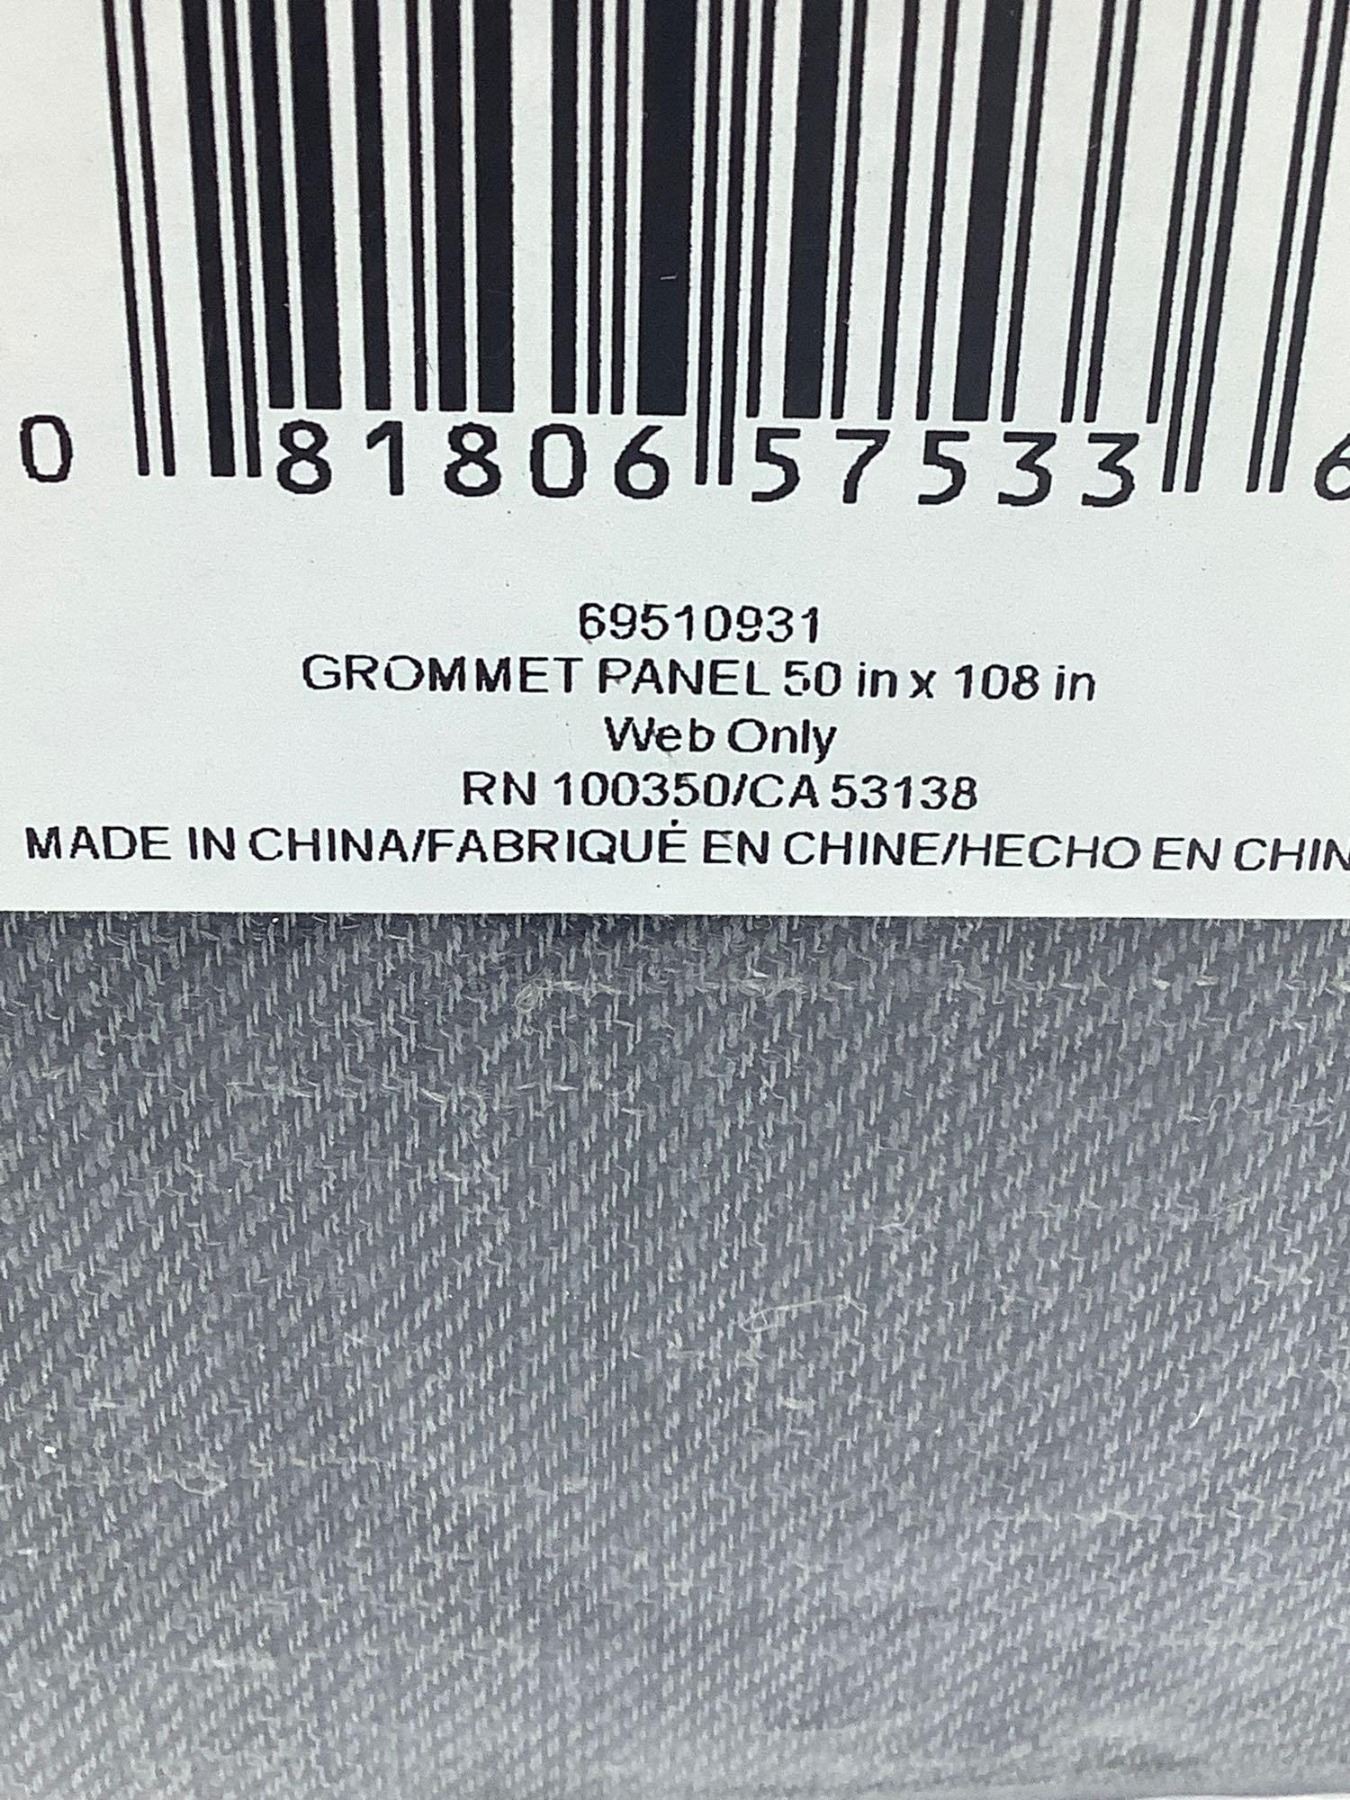 0 81806 57533 6
69510931
GROMMET PANEL 50 in x 108 in
Web Only
RN 100350/CA 53138
MADE IN CHINA/FABRIQUÉ EN CHINE/HECHO EN CHIN